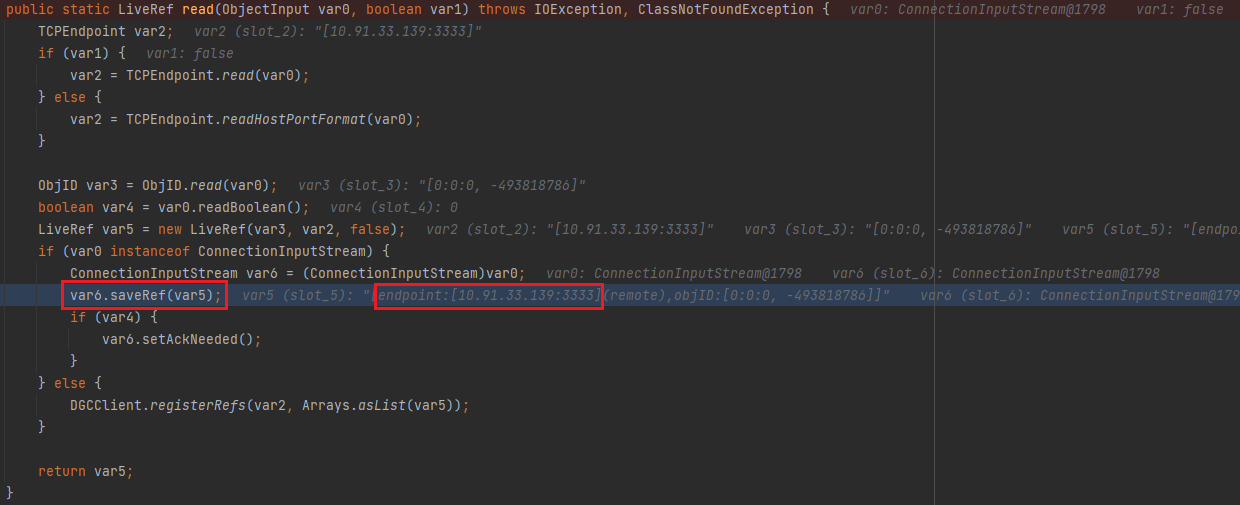 public static LiveRef read(ObjectInput var0, boolean var1) throws IOException, ClassNotFoundException {   var0: ConnectionInputStream@1798   var1: false
    TCPEndpoint var2;   var2 (slot_2): "[10.91.33.139:3333]"
    if (var1) {   var1: false
        var2 = TCPEndpoint.read(var0);
    } else {
        var2 = TCPEndpoint.readHostPortFormat(var0);
    }
    ObjID var3 = ObjID.read(var0);   var3 (slot_3): "[0:0:0, -493818786]"
    boolean var4 = var0.readBoolean();   var4 (slot_4): 0
    LiveRef var5 = new LiveRef(var3, var2, false);   var2 (slot_2): "[10.91.33.139:3333]"   var3 (slot_3): "[0:0:0, -493818786]"   var5 (slot_5): "[endpoi
    if (var0 instanceof ConnectionInputStream) {
        ConnectionInputStream var6 = (ConnectionInputStream)var0;   var0: ConnectionInputStream@1798   var6 (slot_6): ConnectionInputStream@1798
        var6.saveRef(var5);   var5 (slot_5): "[endpoint:[10.91.33.139:3333](remote),objID:[0:0:0, -493818786]]"   var6 (slot_6): ConnectionInputStream@179
        if (var4) {
            var6.setAckNeeded();
        }
    } else {
        DGCClient.registerRefs(var2, Arrays.asList(var5));
    }
    return var5;
}